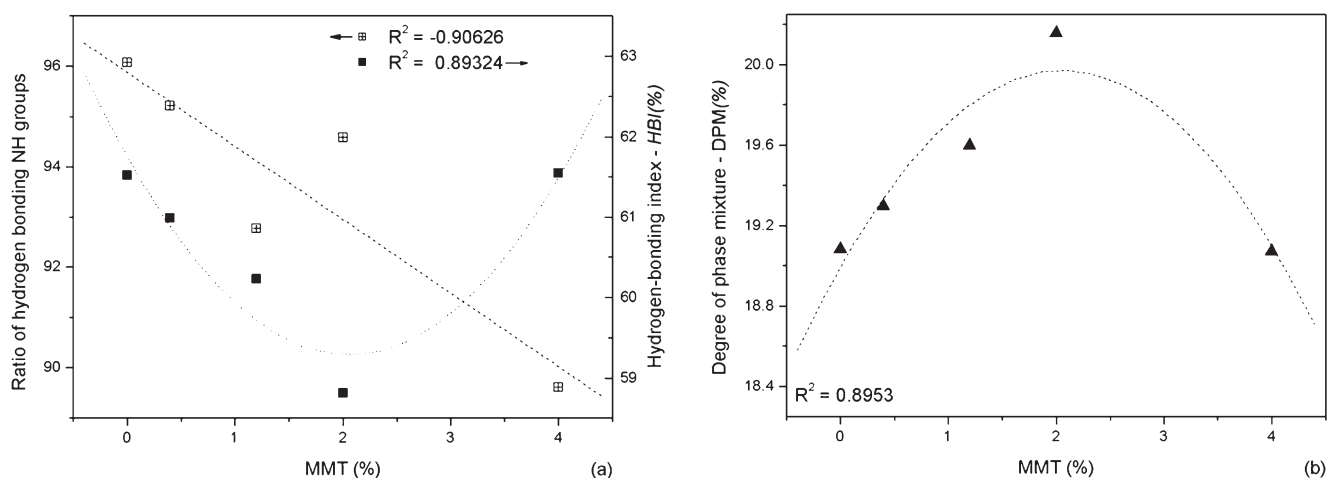 R² = -0.90626
R² = 0.89324
Ratio of hydrogen bonding NH groups
96
94
92
90
63
62
61
60
59
Hydrogen-bonding index - HBI(%)
0 1 2 3 4
MMT (%)
(a)
Degree of phase mixture - DPM(%)
20.0
19.6
19.2
18.8
18.4
R² = 0.8953
0 1 2 3 4
MMT (%)
(b)